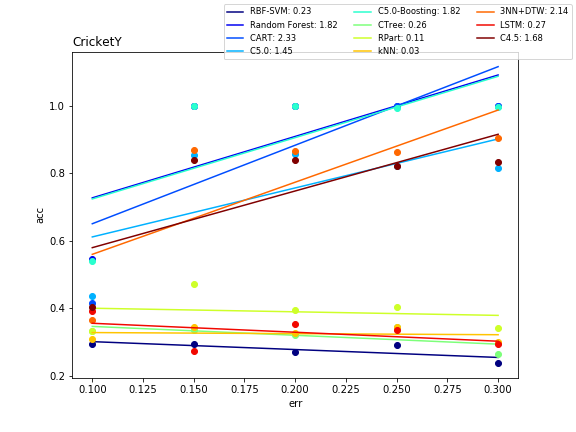 RBF-SVM: 0.23 C5.0-Boosting: 1.82 3NN+DTW: 2.14
Random Forest: 1.82 CTree: 0.26 LSTM: 0.27
CART: 2.33 RPart: 0.11 C4.5: 1.68
C5.0: 1.45 kNN: 0.03
CricketY
1.0
0.8
acc
0.6
0.4
0.2
0.100 0.125 0.150 0.175 0.200 0.225 0.250 0.275 0.300
err